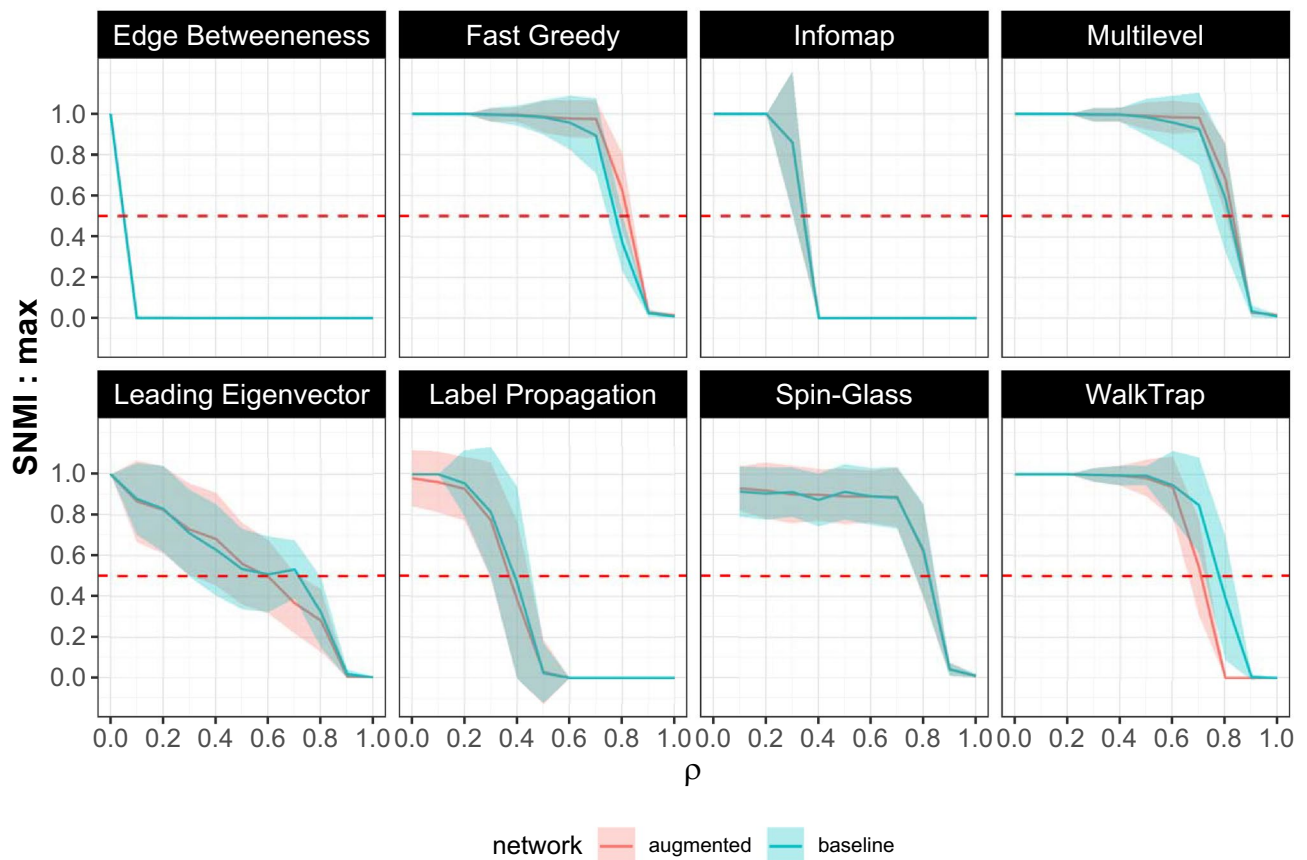 Edge Betweeneness Fast Greedy Infomap Multilevel
1.0
0.8
0.6
0.4
0.2
0.0
SNMI : max
Leading Eigenvector Label Propagation Spin-Glass WalkTrap
1.0
0.8
0.6
0.4
0.2
0.0
0.0 0.2 0.4 0.6 0.8 1.0 0.0 0.2 0.4 0.6 0.8 1.0 0.0 0.2 0.4 0.6 0.8 1.0 0.0 0.2 0.4 0.6 0.8 1.0
ρ
network augmented baseline